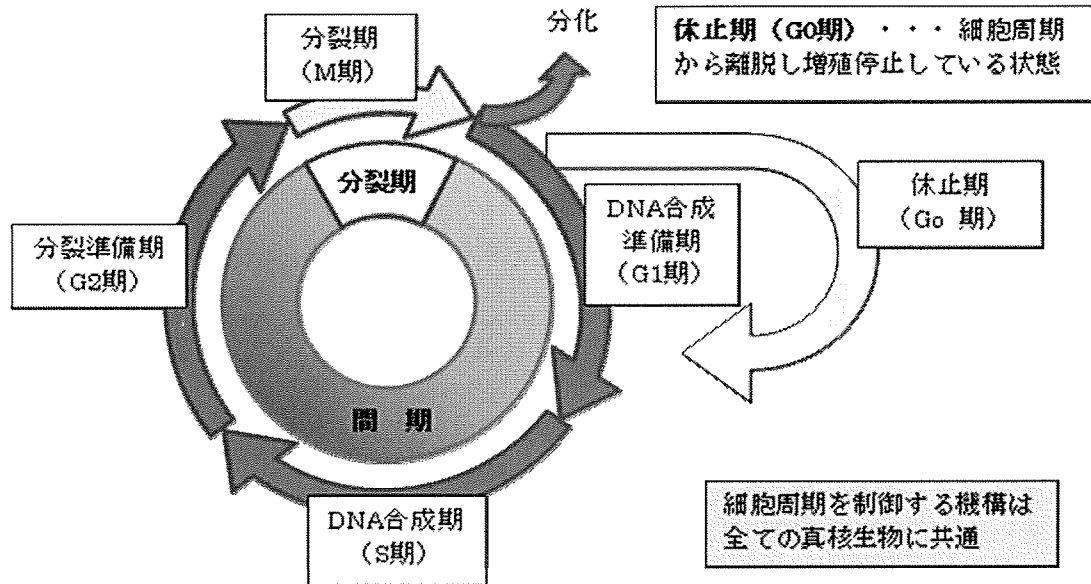 分化
分裂期
(M期)
休止期(G0期)・・・細胞周期
から離脱し増殖停止している状態
分裂期
休止期
(Go 期)
DNA合成
準備期
(G1期)
分裂準備期
(G2期)
間 期
DNA合成期
(S期)
細胞周期を制御する機構は
全ての真核生物に共通